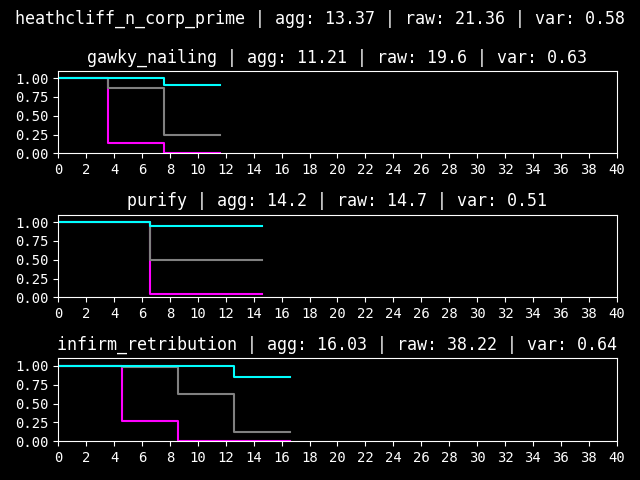 heathcliff_n_corp_prime | agg: 13.37 | raw: 21.36 | var: 0.58
gawky_nailing | agg: 11.21 | raw: 19.6 | var: 0.63
1.00
0.75
0.50
0.25
0.00
0 2 4 6 8 10 12 14 16 18 20 22 24 26 28 30 32 34 36 38 40
purify | agg: 14.2 | raw: 14.7 | var: 0.51
1.00
0.75
0.50
0.25
0.00
0 2 4 6 8 10 12 14 16 18 20 22 24 26 28 30 32 34 36 38 40
infirm_retribution | agg: 16.03 | raw: 38.22 | var: 0.64
1.00
0.75
0.50
0.25
0.00
0 2 4 6 8 10 12 14 16 18 20 22 24 26 28 30 32 34 36 38 40